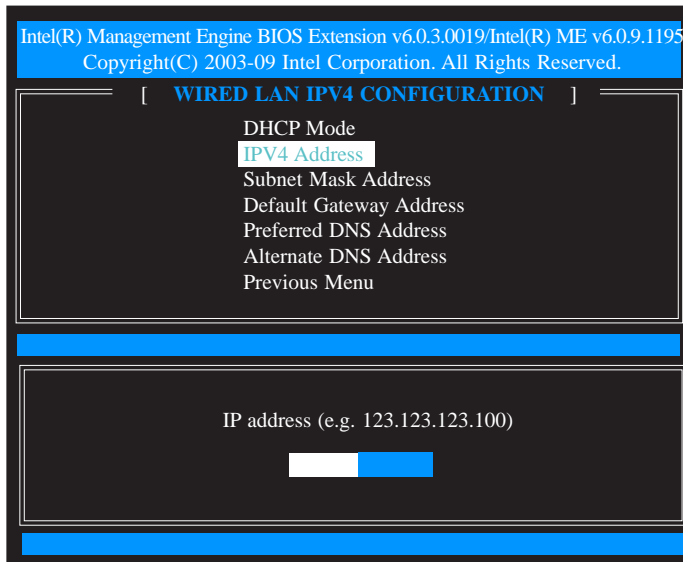 Intel(R) Management Engine BIOS Extension v6.0.3.0019/Intel(R) ME v6.0.9.1195
Copyright(C) 2003-09 Intel Corporation. All Rights Reserved.
[ WIRED LAN IPV4 CONFIGURATION ]
DHCP Mode
IPV4 Address
Subnet Mask Address
Default Gateway Address
Preferred DNS Address
Alternate DNS Address
Previous Menu
IP address (e.g. 123.123.123.100)